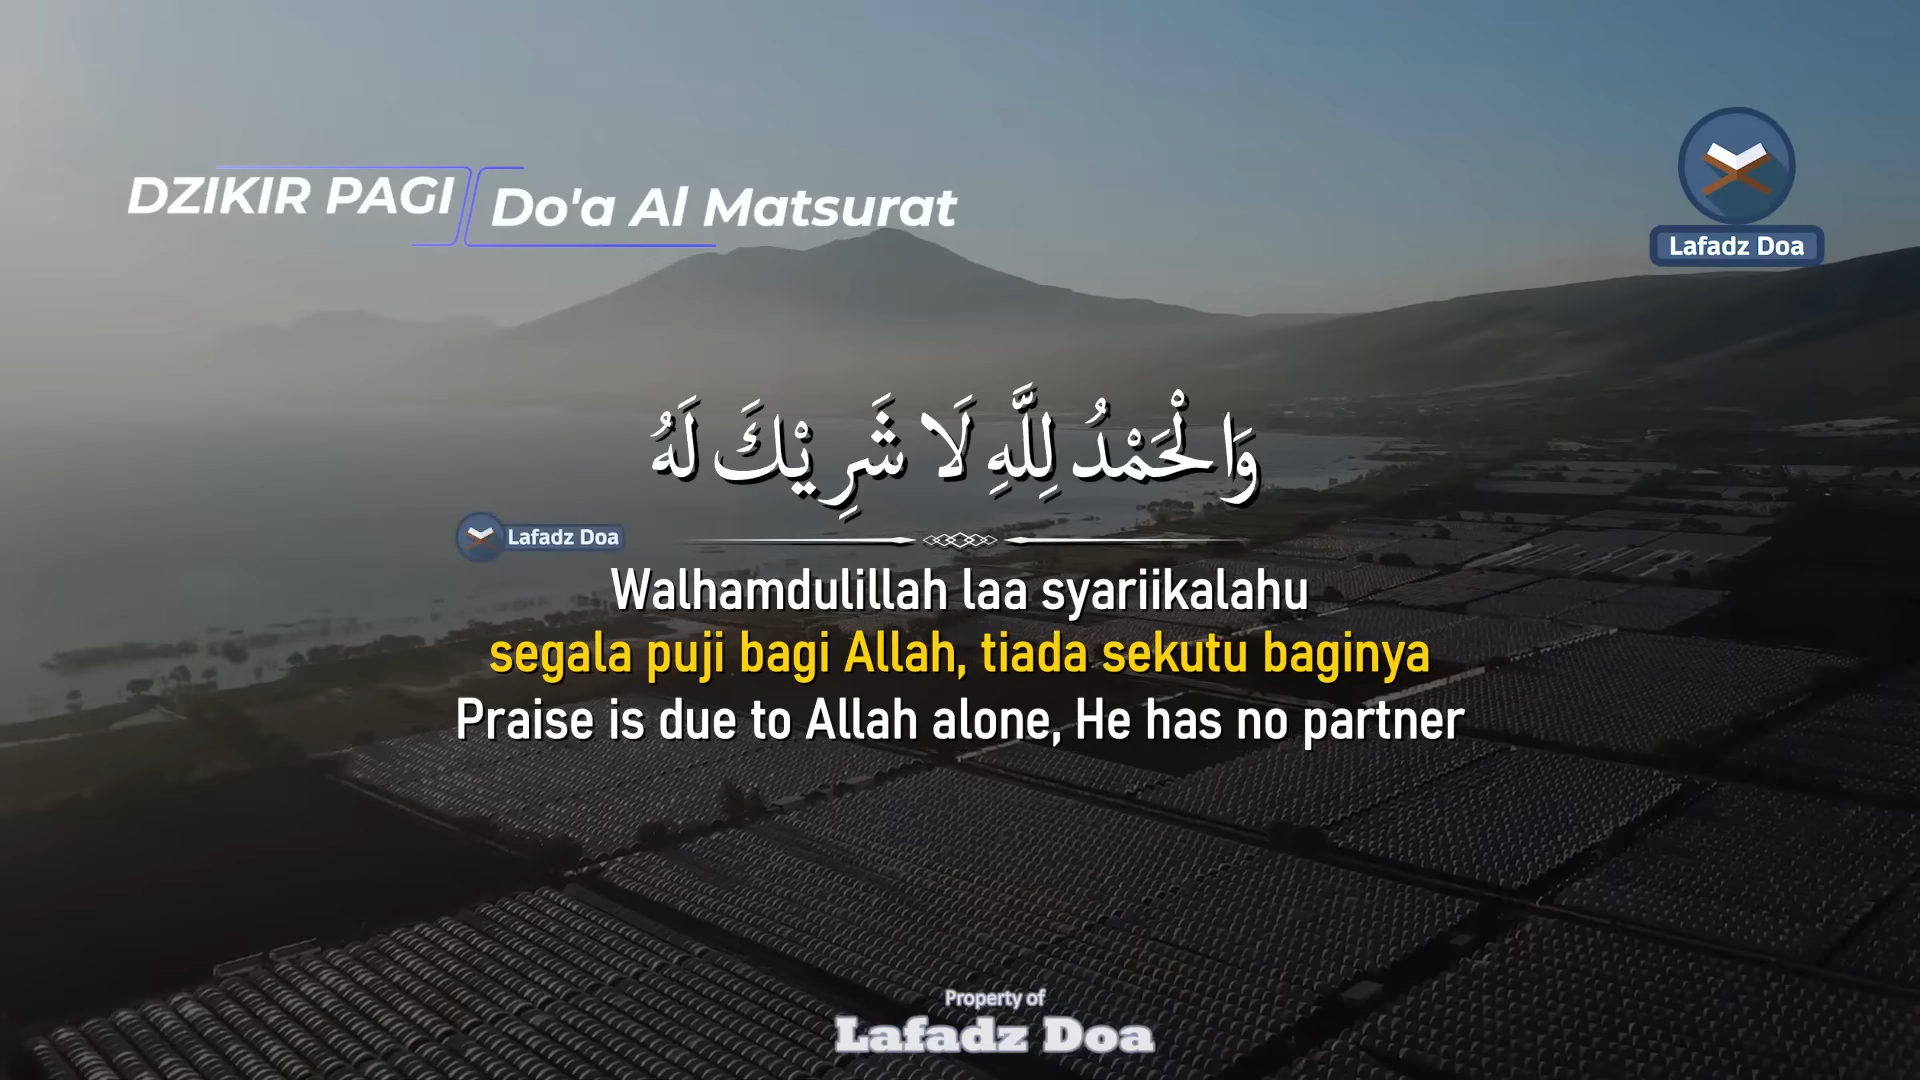 DZIKIR PAGI
Do'a Al Matsurat
Lafadz Doa
وَالْحَمْدُ لِلَّهِ لَا شَرِيْكَ لَهُ
Lafadz Doa
Walhamdulillah laa syariikalahu
segala puji bagi Allah, tiada sekutu baginya
Praise is due to Allah alone, He has no partner
Property of
Lafadz Doa